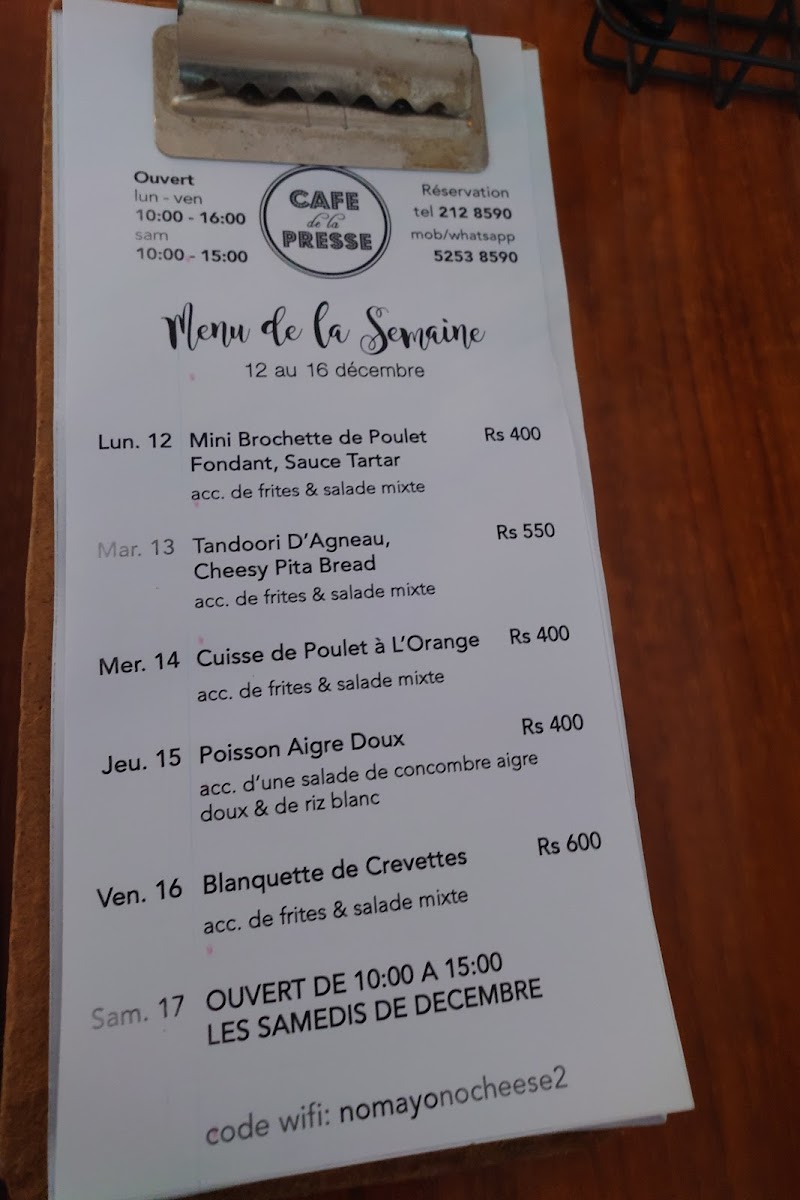 Ouvert
lun - ven
10:00 - 16:00
sam
10:00 - 15:00
CAFE
de la
PRESSE
Réservation
tel 212 8590
mob/whatsapp
5253 8590
Menu de la Semaine
12 au 16 décembre
Lun. 12 Mini Brochette de Poulet Rs 400
Fondant, Sauce Tartar
acc. de frites & salade mixte
Mar. 13 Tandoori D'Agneau, Rs 550
Cheesy Pita Bread
acc. de frites & salade mixte
Mer. 14 Cuisse de Poulet à L'Orange Rs 400
acc. de frites & salade mixte
Jeu. 15 Poisson Aigre Doux Rs 400
acc. d'une salade de concombre aigre
doux & de riz blanc
Ven. 16 Blanquette de Crevettes Rs 600
acc. de frites & salade mixte
Sam. 17 OUVERT DE 10:00 A 15:00
LES SAMEDIS DE DECEMBRE
code wifi: nomayonocheese2